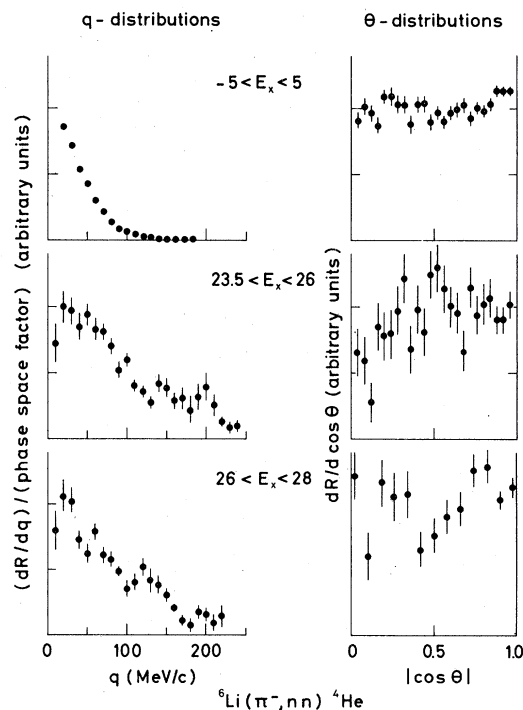 q- distributions
θ- distributions
-5 < Eₓ < 5
23.5 < Eₓ < 26
26 < Eₓ < 28
(dR/dq) / (phase space factor) (arbitrary units)
dR/d cos θ (arbitrary units)
0 100 200
0 0.5 1.0
q (MeV/c)
|cos θ|
⁶Li(π⁻, nn) ⁴He